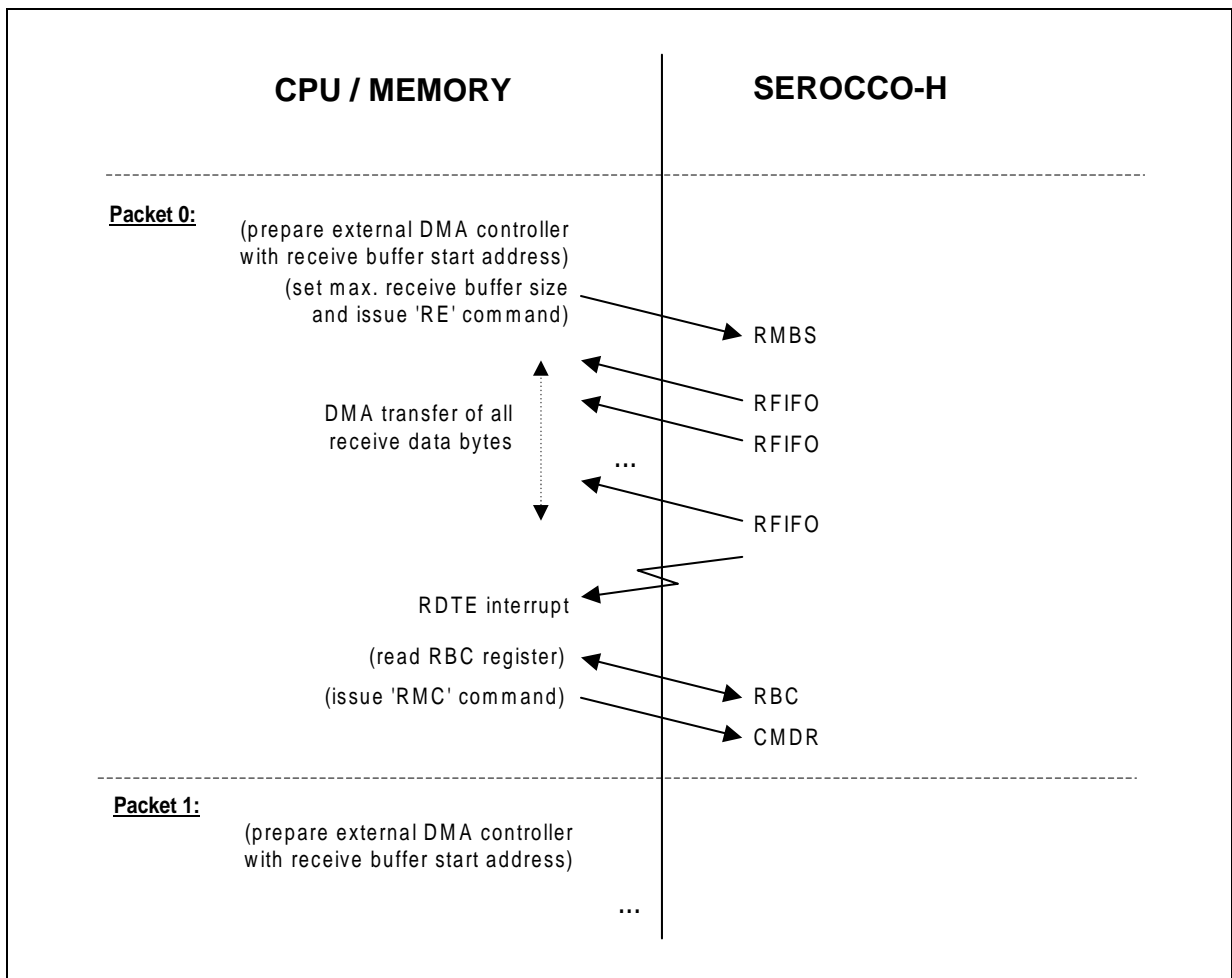 CPU / MEMORY
SEROCCO-H
Packet 0:
(prepare external DMA controller
with receive buffer start address)
(set max. receive buffer size
and issue 'RE' command)
RMBS
RFIFO
DMA transfer of all
receive data bytes
RFIFO
...
RFIFO
RDTE interrupt
(read RBC register)
(issue 'RMC' command)
RBC
CMDR
Packet 1:
(prepare external DMA controller
with receive buffer start address)
...